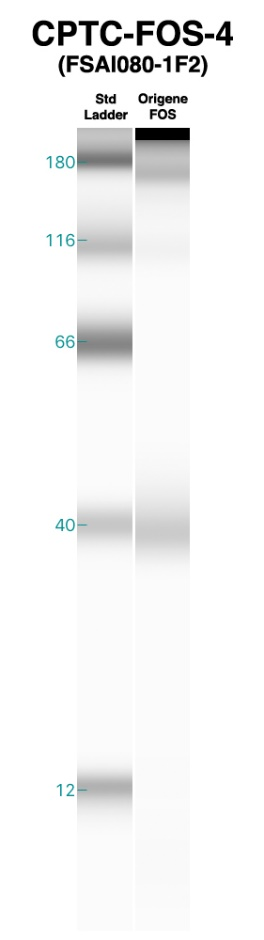 CPTC-FOS-4
(FSAI080-1F2)
Std Ladder
Origene FOS
180
116
66
40
12